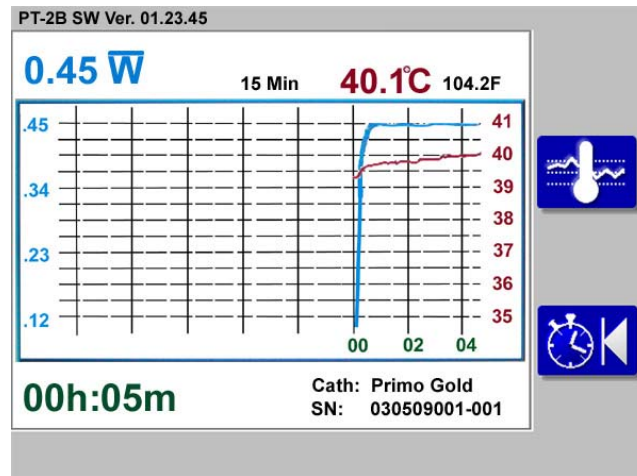 PT-2B SW Ver. 01.23.45
0.45 W̅ 15 Min 40.1°C 104.2F
.45 41
40
.34 39
38
.23 37
36
.12 35
00 02 04
00h:05m
Cath: Primo Gold
SN: 030509001-001